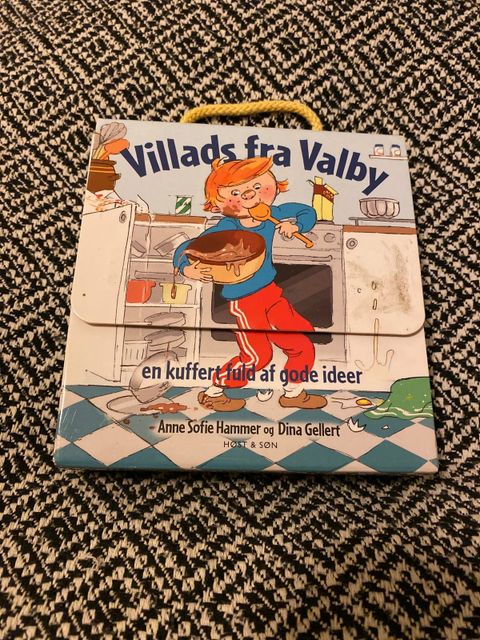 Villads fra Valby
en kuffert fuld af gode ideer
Anne Sofie Hammer og Dina Gellert
HØST & SØN